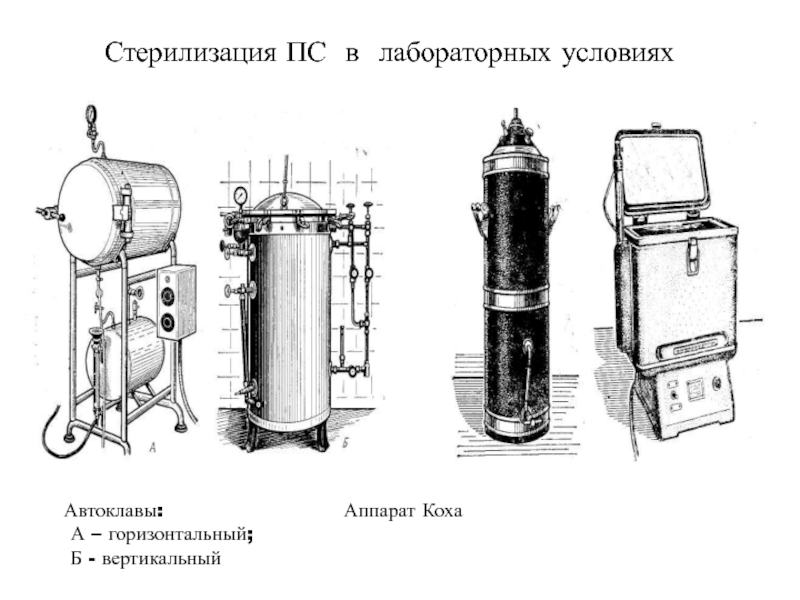 Стерилизация ПС в лабораторных условиях
А
Б
Автоклавы:
А – горизонтальный;
Б - вертикальный
Аппарат Коха